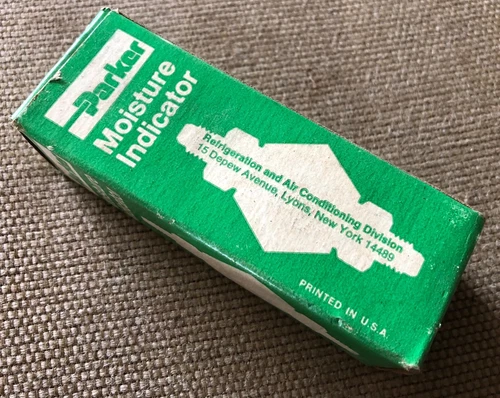 Parker
Moisture
Indicator
Refrigeration and Air Conditioning Division
15 Depew Avenue, Lyons, New York 14489
PRINTED IN U.S.A